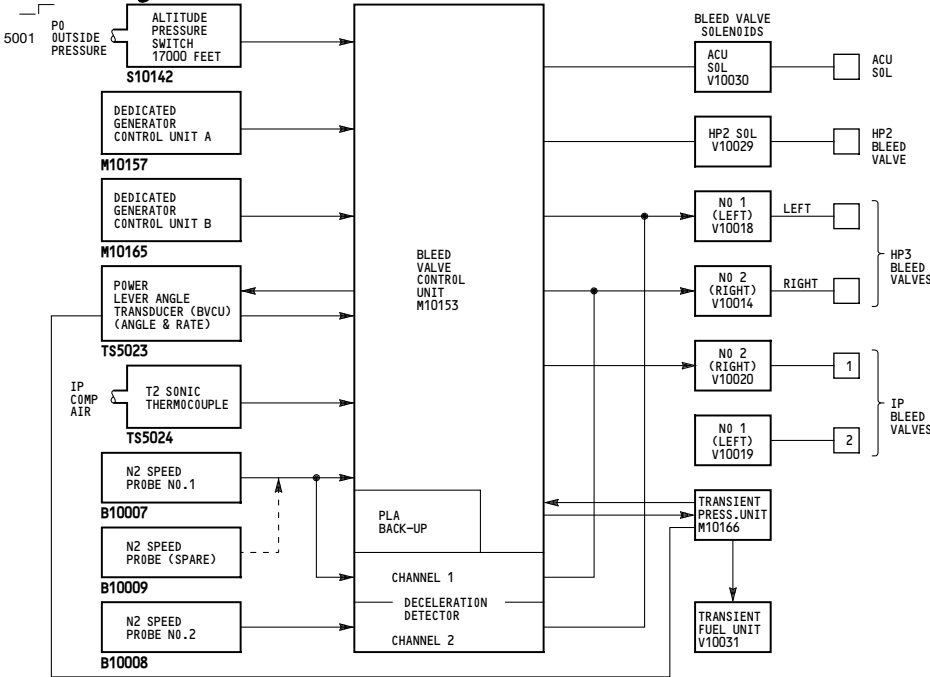 5001
P0
OUTSIDE
PRESSURE
ALTITUDE
PRESSURE
SWITCH
17000 FEET
S10142
DEDICATED
GENERATOR
CONTROL UNIT A
M10157
DEDICATED
GENERATOR
CONTROL UNIT B
M10165
POWER
LEVER ANGLE
TRANSDUCER (BVCU)
(ANGLE & RATE)
TS5023
IP
COMP
AIR
T2 SONIC
THERMOCOUPLE
TS5024
N2 SPEED
PROBE NO.1
B10007
N2 SPEED
PROBE (SPARE)
B10009
N2 SPEED
PROBE NO.2
B10008
BLEED
VALVE
CONTROL
UNIT
M10153
PLA
BACK-UP
CHANNEL 1
DECELERATION
DETECTOR
CHANNEL 2
BLEED VALVE
SOLENOIDS
ACU
SOL
V10030
ACU
SOL
HP2 SOL
V10029
HP2
BLEED
VALVE
NO 1
(LEFT)
V10018
LEFT
NO 2
(RIGHT)
V10014
RIGHT
HP3
BLEED
VALVES
NO 2
(RIGHT)
V10020
1
NO 1
(LEFT)
V10019
2
IP
BLEED
VALVES
TRANSIENT
PRESS.UNIT
M10166
TRANSIENT
FUEL UNIT
V10031